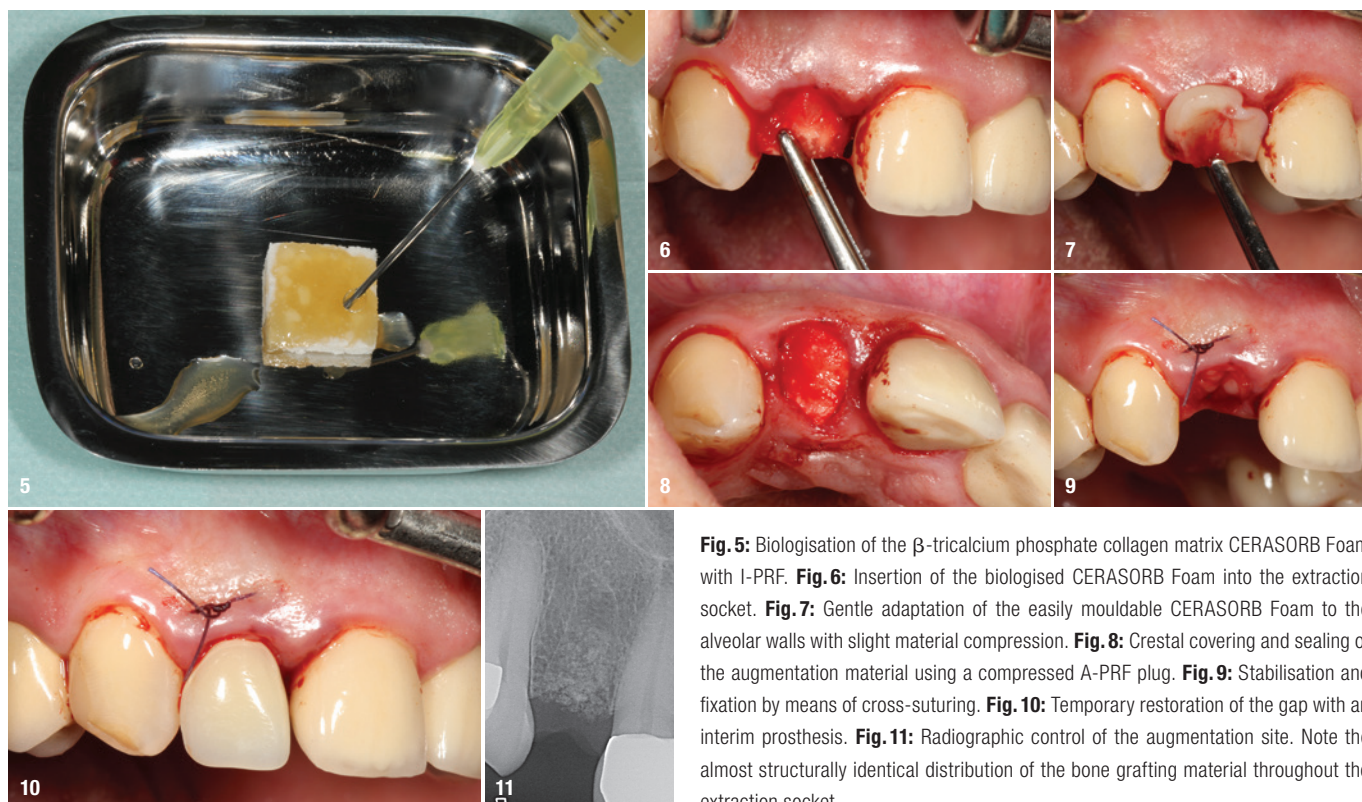 5
6
7
8
9
10
11
Fig. 5: Biologisation of the β-tricalcium phosphate collagen matrix CERASORB Foam
with I-PRF. Fig. 6: Insertion of the biologised CERASORB Foam into the extraction
socket. Fig. 7: Gentle adaptation of the easily mouldable CERASORB Foam to the
alveolar walls with slight material compression. Fig. 8: Crestal covering and sealing of
the augmentation material using a compressed A-PRF plug. Fig. 9: Stabilisation and
fixation by means of cross-suturing. Fig. 10: Temporary restoration of the gap with an
interim prosthesis. Fig. 11: Radiographic control of the augmentation site. Note the
almost structurally identical distribution of the bone grafting material throughout the
extraction socket.